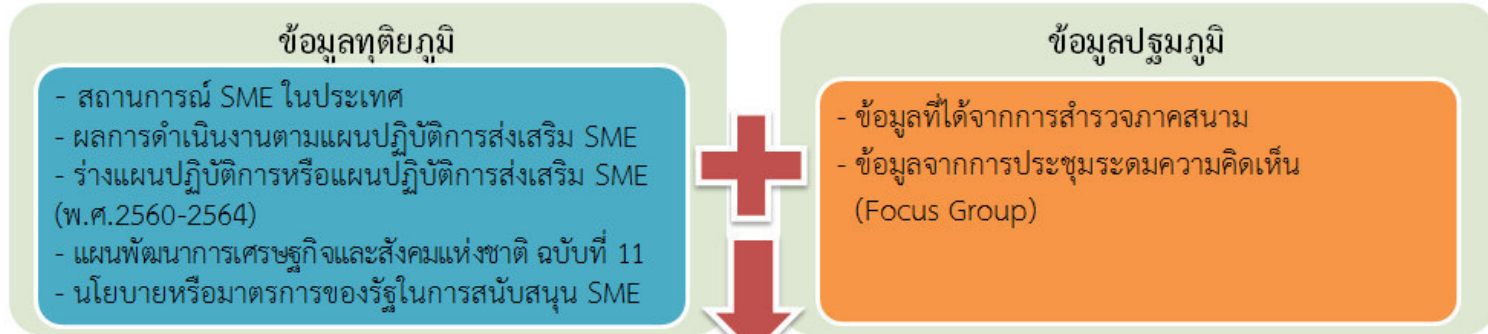 ข้อมูลทุติยภูมิ
- สถานการณ์ SME ในประเทศ
- ผลการดำเนินงานตามแผนปฏิบัติการส่งเสริม SME
- ร่างแผนปฏิบัติการหรือแผนปฏิบัติการส่งเสริม SME
(พ.ศ.2560-2564)
- แผนพัฒนาการเศรษฐกิจและสังคมแห่งชาติ ฉบับที่ 11
- นโยบายหรือมาตรการของรัฐในการสนับสนุน SME
ข้อมูลปฐมภูมิ
- ข้อมูลที่ได้จากการสำรวจภาคสนาม
- ข้อมูลจากการประชุมระดมความคิดเห็น
(Focus Group)